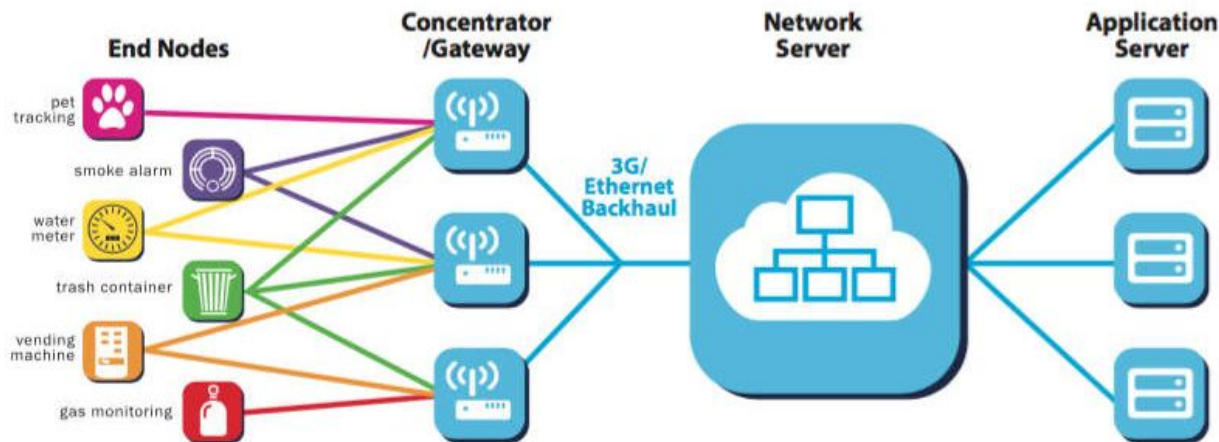 End Nodes
Concentrator
/Gateway
Network
Server
Application
Server
pet
tracking
smoke alarm
water
meter
trash container
vending
machine
gas monitoring
3G/
Ethernet
Backhaul